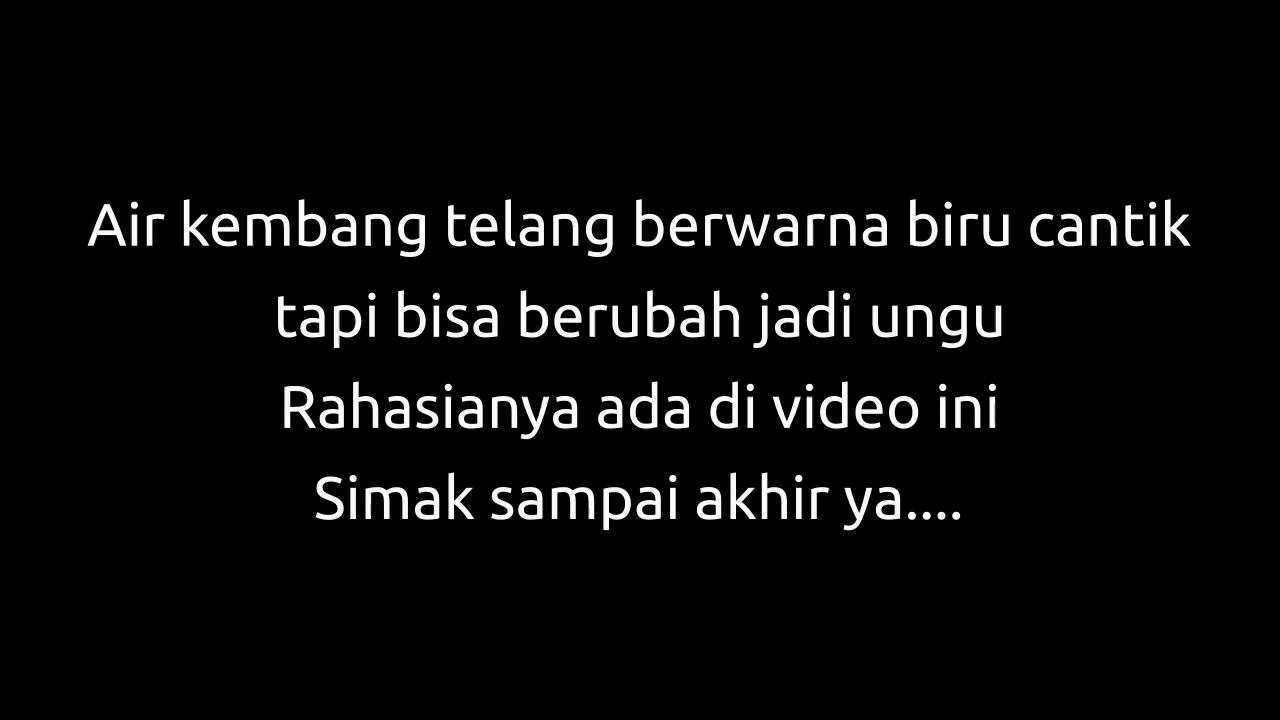 Air kembang telang berwarna biru cantik
tapi bisa berubah jadi ungu
Rahasianya ada di video ini
Simak sampai akhir ya....